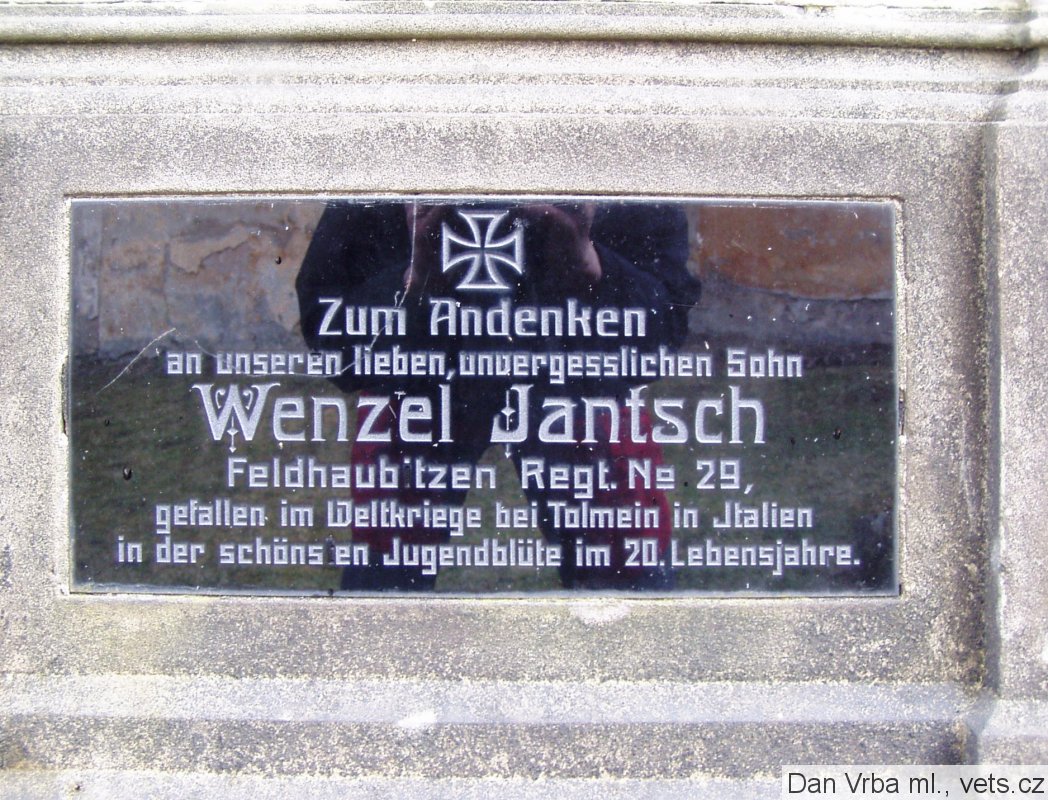 Zum Andenken
an unseren lieben, unvergesslichen Sohn
Wenzel Jantsch
Feldhaubitzen Regt. No 29,
gefallen im Weltkriege bei Tolmein in Jtalien
in der schönsten Jugendblüte im 20. Lebensjahre.
Dan Vrba ml., vets.cz